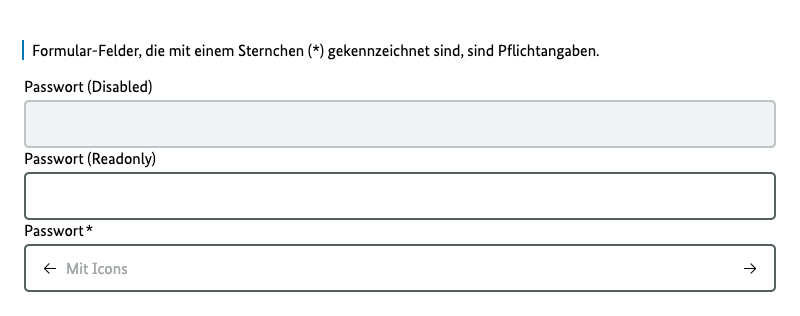 Formular-Felder, die mit einem Sternchen (*) gekennzeichnet sind, sind Pflichtangaben.
Passwort (Disabled)
Passwort (Readonly)
Passwort*
← Mit Icons →